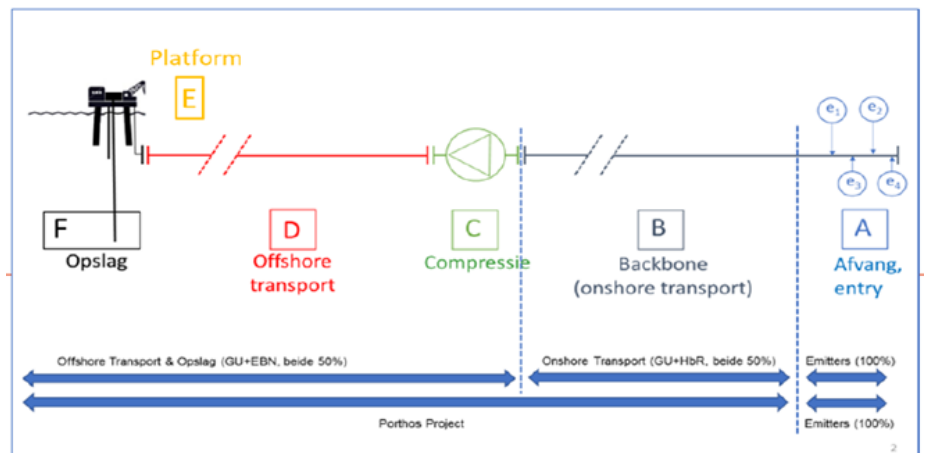 Platform
E
e1
e2
e3
e4
F
D
C
B
A
Opslag
Offshore
transport
Compressie
Backbone
(onshore transport)
Afvang,
entry
Offshore Transport & Opslag (GU+EBN, beide 50%)
Onshore Transport (GU+HbR, beide 50%)
Emitters (100%)
Porthos Project
Emitters (100%)
2